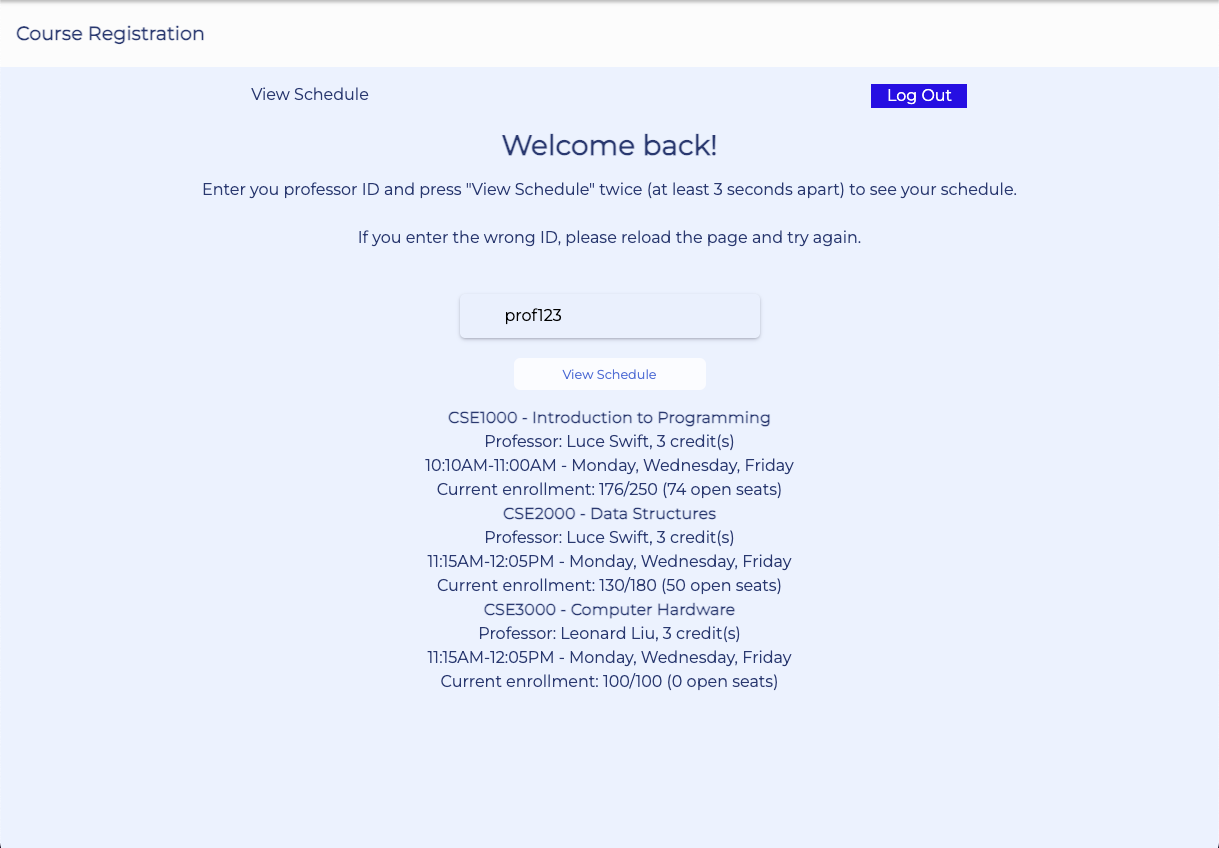 Course Registration
View Schedule
Log Out
Welcome back!
Enter you professor ID and press "View Schedule" twice (at least 3 seconds apart) to see your schedule.
If you enter the wrong ID, please reload the page and try again.
prof123
View Schedule
CSE1000 - Introduction to Programming
Professor: Luce Swift, 3 credit(s)
10:10AM-11:00AM - Monday, Wednesday, Friday
Current enrollment: 176/250 (74 open seats)
CSE2000 - Data Structures
Professor: Luce Swift, 3 credit(s)
11:15AM-12:05PM - Monday, Wednesday, Friday
Current enrollment: 130/180 (50 open seats)
CSE3000 - Computer Hardware
Professor: Leonard Liu, 3 credit(s)
11:15AM-12:05PM - Monday, Wednesday, Friday
Current enrollment: 100/100 (0 open seats)